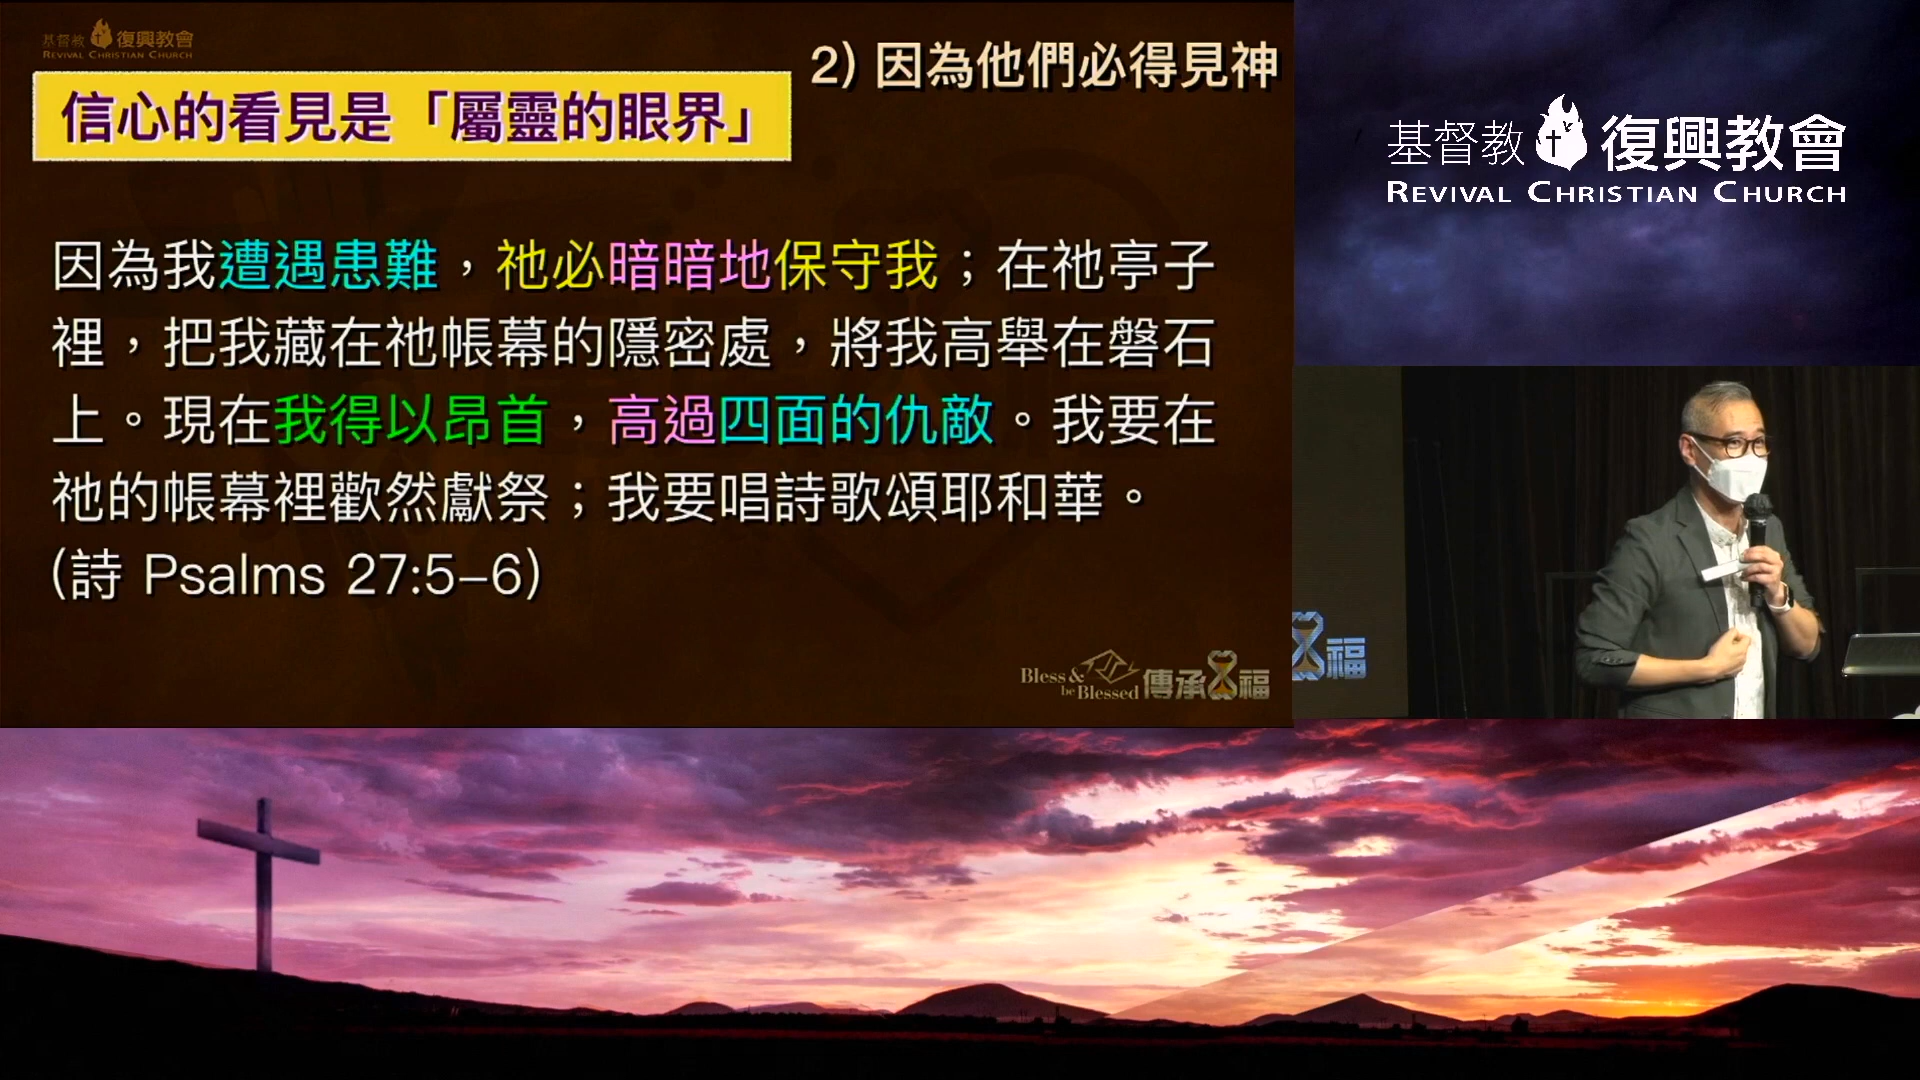 基督教 復興教會
REVIVAL CHRISTIAN CHURCH
2) 因為他們必得見神
信心的看見是「屬靈的眼界」
因為我遭遇患難，祂必暗暗地保守我；在祂亭子
裡，把我藏在祂帳幕的隱密處，將我高舉在磐石
上。現在我得以昂首，高過四面的仇敵。我要在
祂的帳幕裡歡然獻祭；我要唱詩歌頌耶和華。
(詩 Psalms 27:5–6)
Bless & be Blessed 傳承福
基督教 復興教會
REVIVAL CHRISTIAN CHURCH
福